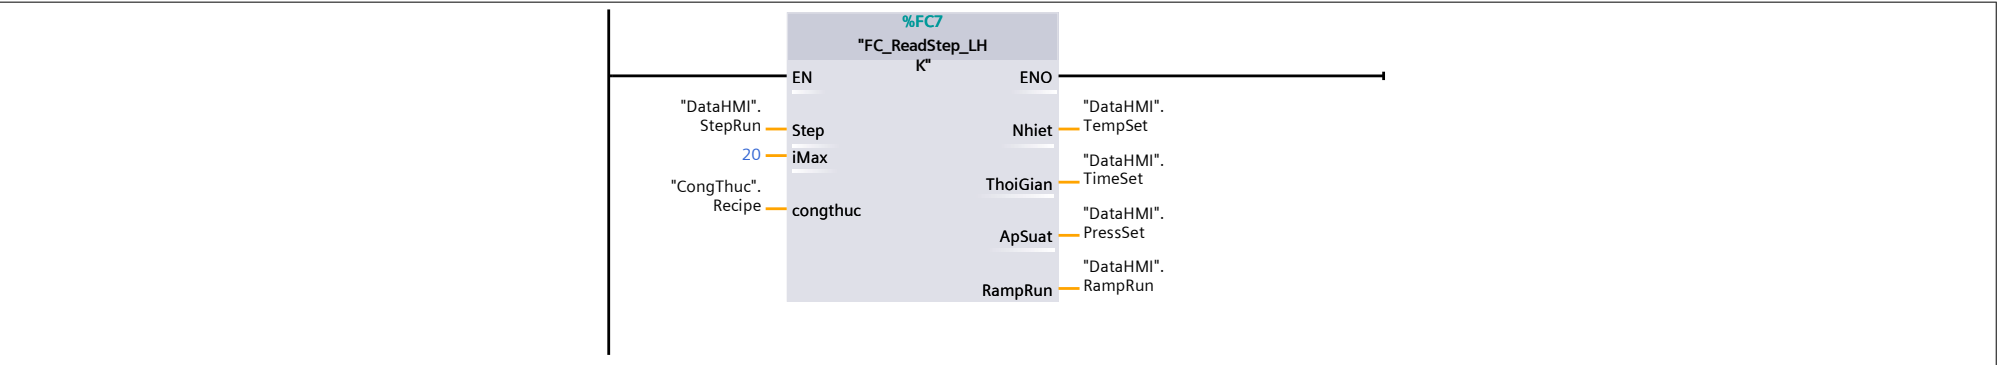 %FC7
"FC_ReadStep_LH
K"
EN
ENO
"DataHMI".
StepRun
Step
Nhiet
"DataHMI".
TempSet
20
iMax
ThoiGian
"DataHMI".
TimeSet
"CongThuc".
Recipe
congthuc
ApSuat
"DataHMI".
PressSet
RampRun
"DataHMI".
RampRun